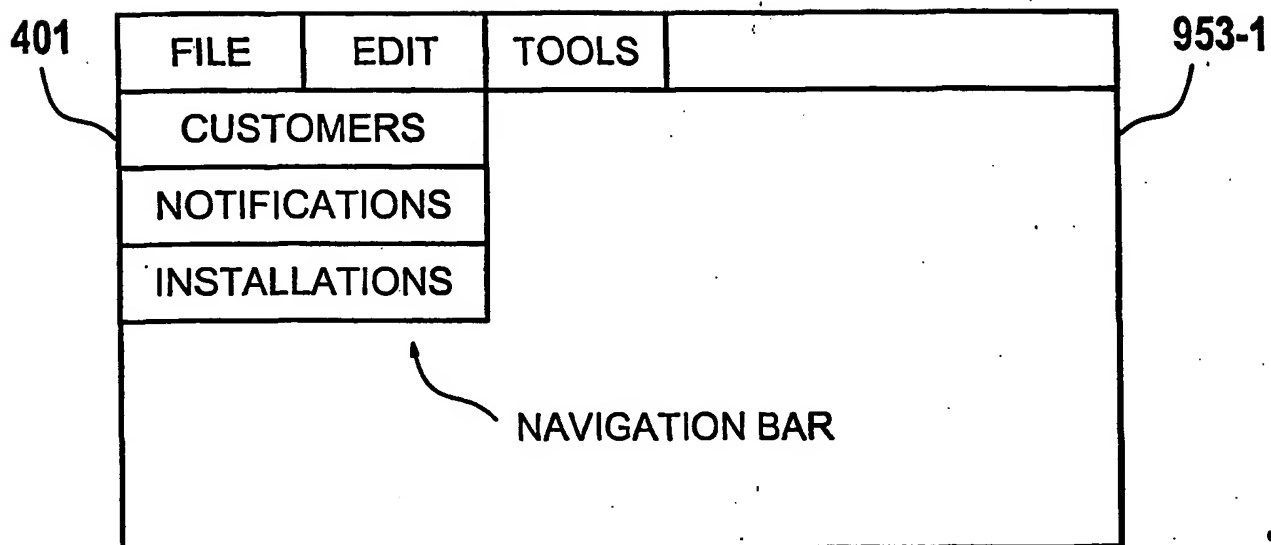 401 FILE EDIT TOOLS 953-1
CUSTOMERS
NOTIFICATIONS
INSTALLATIONS
NAVIGATION BAR